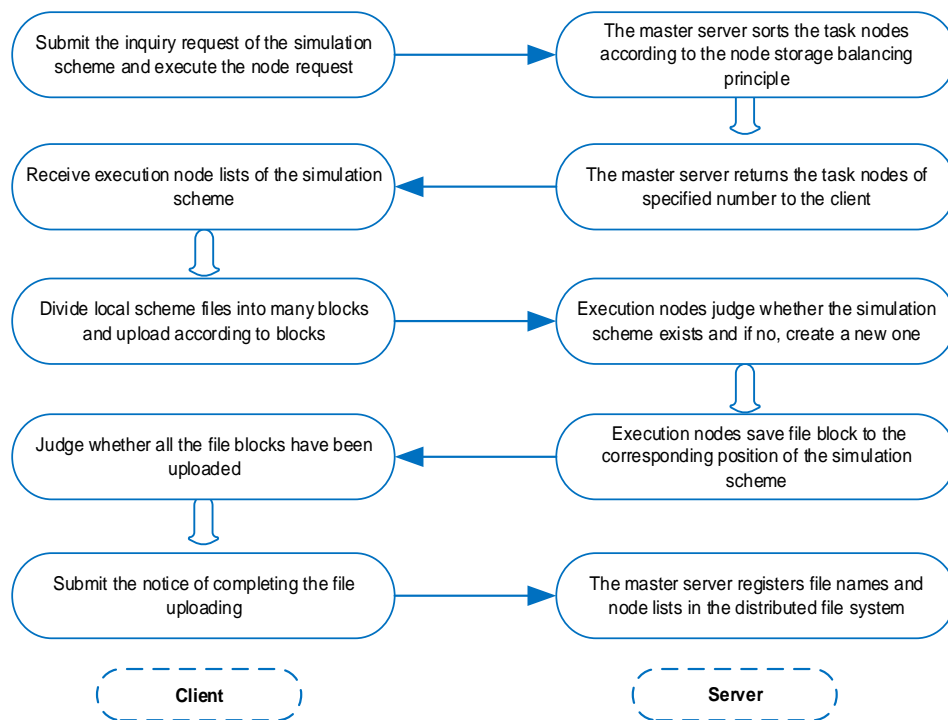 Submit the inquiry request of the simulation
scheme and execute the node request
The master server sorts the task nodes
according to the node storage balancing
principle
Receive execution node lists of the simulation
scheme
The master server returns the task nodes of
specified number to the client
Divide local scheme files into many blocks
and upload according to blocks
Execution nodes judge whether the simulation
scheme exists and if no, create a new one
Judge whether all the file blocks have been
uploaded
Execution nodes save file block to the
corresponding position of the simulation
scheme
Submit the notice of completing the file
uploading
The master server registers file names and
node lists in the distributed file system
Client
Server